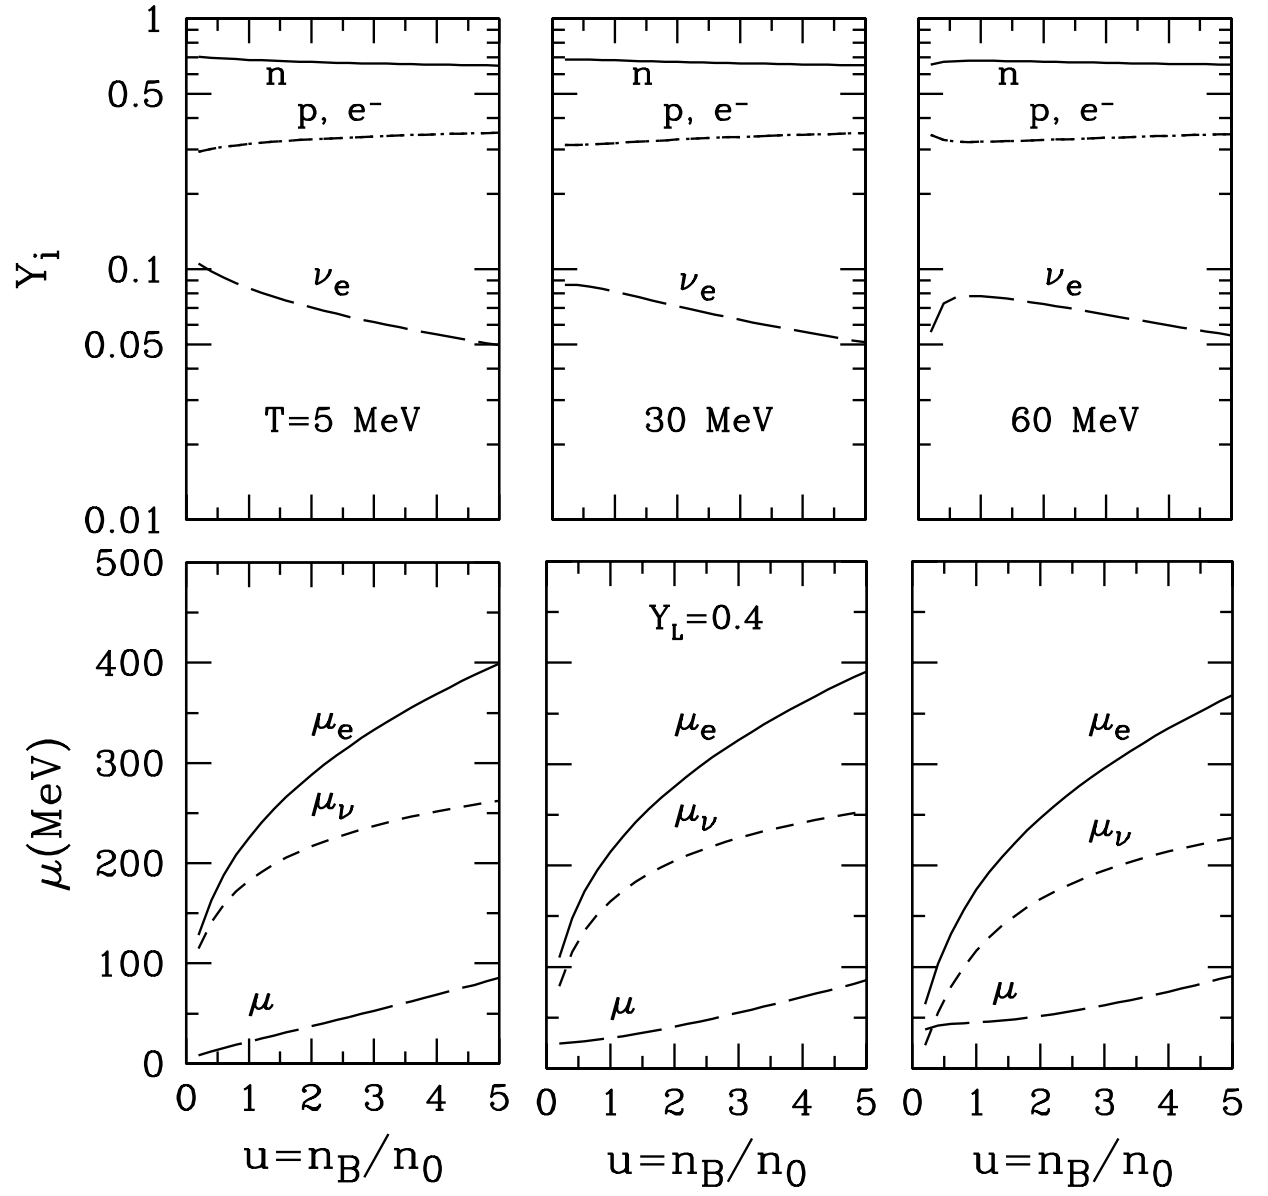 1
0.5
0.1
0.05
0.01
Y_i
n
p, e⁻
ν_e
T=5 MeV
n
p, e⁻
ν_e
30 MeV
n
p, e⁻
ν_e
60 MeV
500
400
300
200
100
0
μ(MeV)
μ_e
μ_ν
μ
Y_L=0.4
μ_e
μ_ν
μ
μ_e
μ_ν
μ
0 1 2 3 4 5
0 1 2 3 4 5
0 1 2 3 4 5
u=n_B/n_0
u=n_B/n_0
u=n_B/n_0